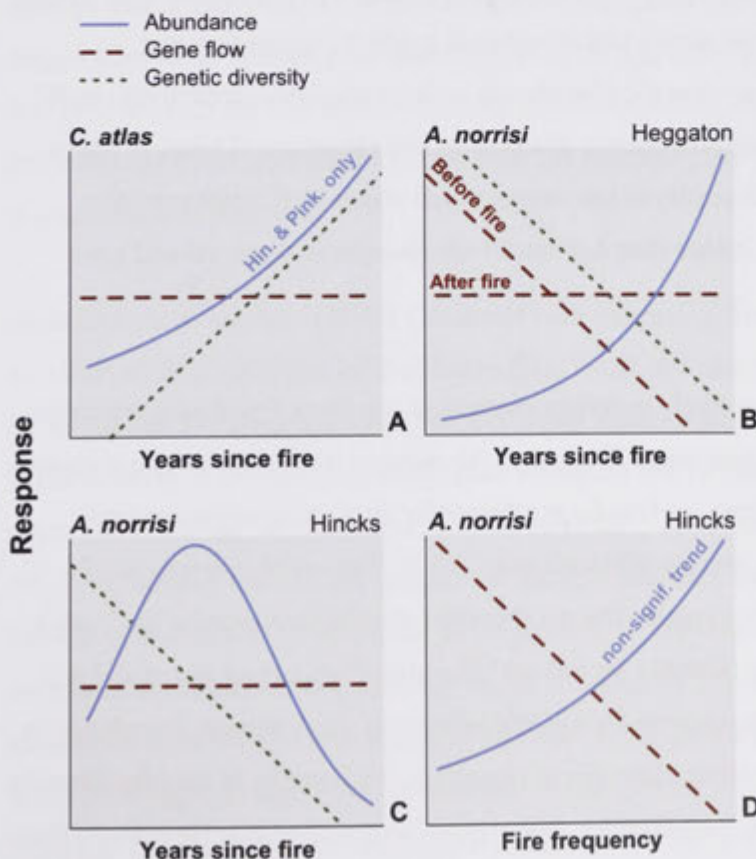 Abundance
Gene flow
Genetic diversity
C. atlas
Hin. & Pink. only
A
Years since fire
A. norrisi Heggaton
Before fire
After fire
B
Years since fire
Response
A. norrisi Hincks
C
Years since fire
A. norrisi Hincks
non-signif. trend
D
Fire frequency